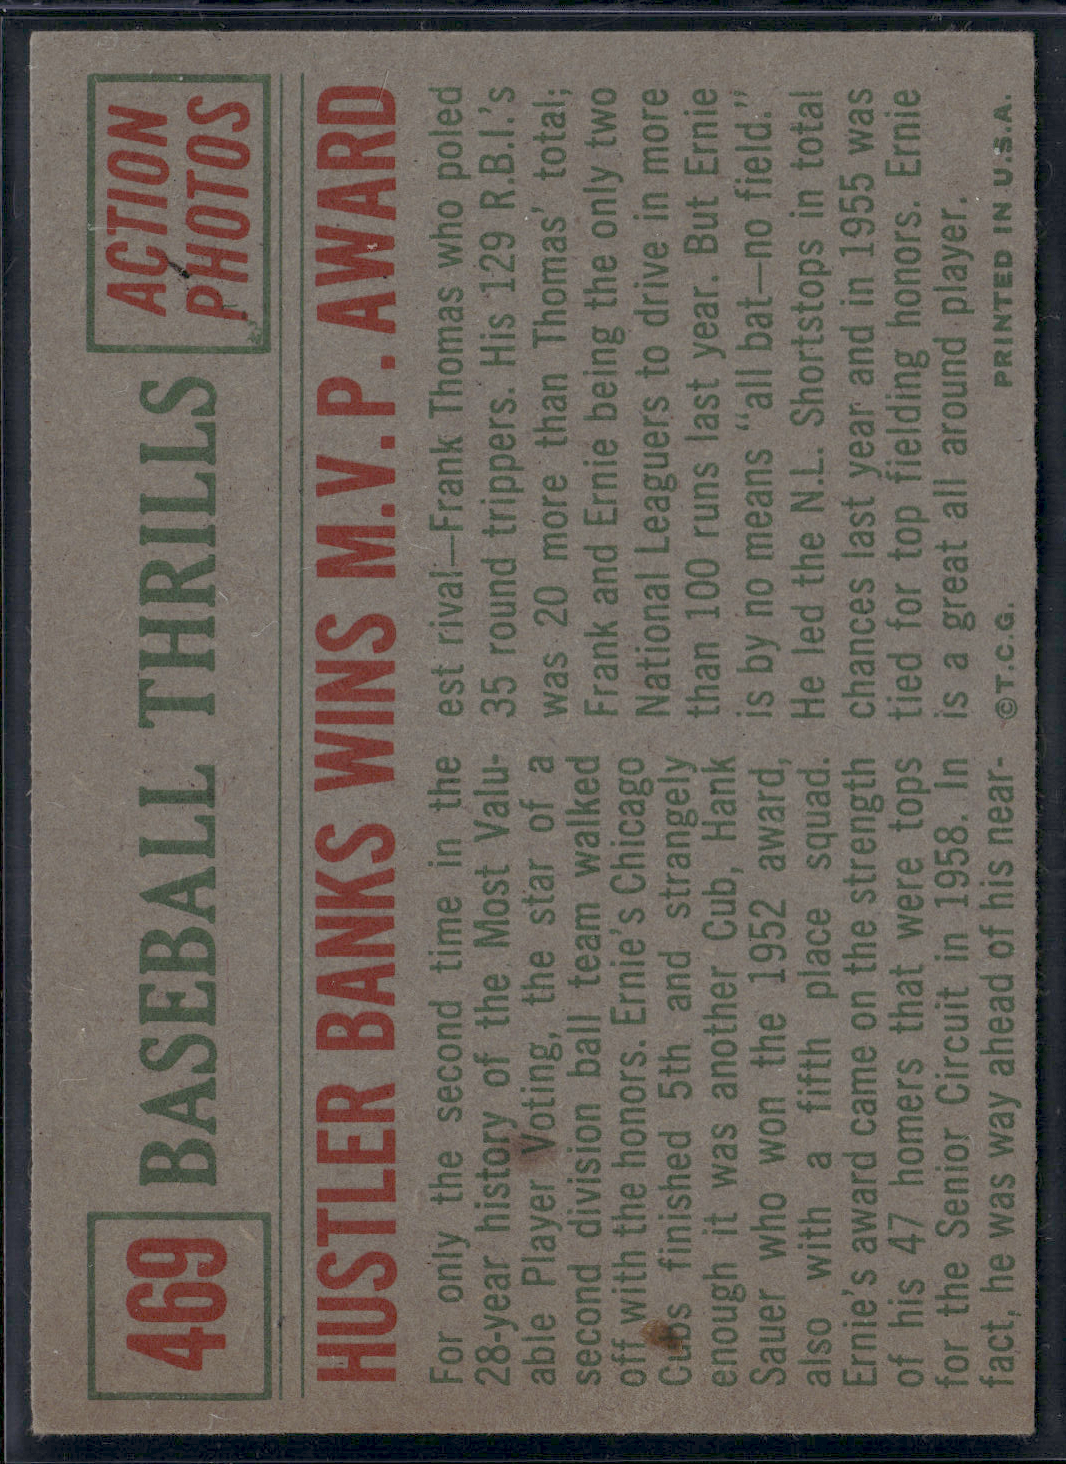 469
BASEBALL THRILLS
ACTION
PHOTOS
HUSTLER BANKS WINS M.V.P. AWARD
For only the second time in the
28-year history of the Most Valu-
able Player Voting, the star of a
second division ball team walked
off with the honors. Ernie's Chicago
Cubs finished 5th and strangely
enough it was another Cub, Hank
Sauer who won the 1952 award,
also with a fifth place squad.
Ernie's award came on the strength
of his 47 homers that were tops
for the Senior Circuit in 1958. In
fact, he was way ahead of his near-
est rival—Frank Thomas who poled
35 round trippers. His 129 R.B.I.'s
was 20 more than Thomas' total;
Frank and Ernie being the only two
National Leaguers to drive in more
than 100 runs last year. But Ernie
is by no means "all bat—no field."
He led the N.L. Shortstops in total
chances last year and in 1955 was
tied for top fielding honors. Ernie
is a great all around player.
©T.C.G. PRINTED IN U.S.A.